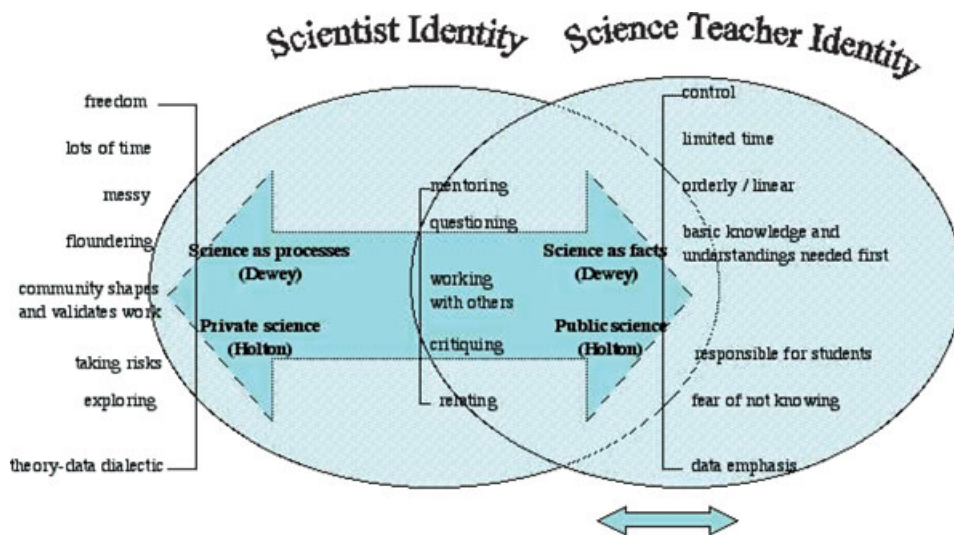 Scientist Identity
Science Teacher Identity
freedom
lots of time
messy
floundering
community shapes
and validates work
taking risks
exploring
theory-data dialectic
Science as processes
(Dewey)
Private science
(Holton)
mentoring
questioning
working
with others
critiquing
relating
Science as facts
(Dewey)
Public science
(Holton)
control
limited time
orderly / linear
basic knowledge and
understandings needed first
responsible for students
fear of not knowing
data emphasis